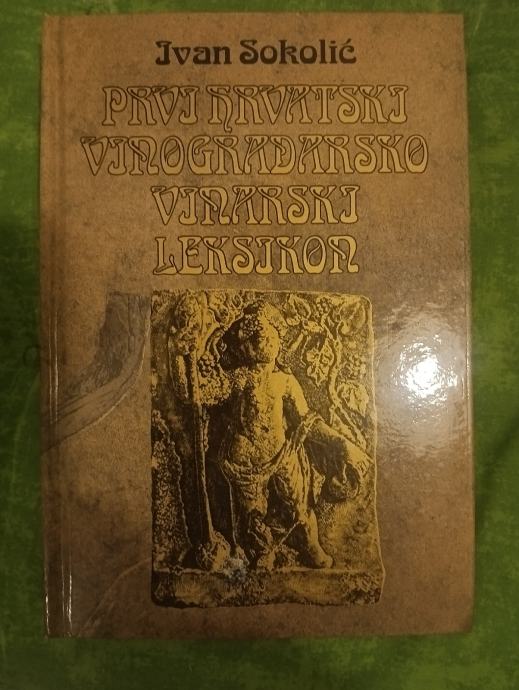 Ivan Sokolić
PRVI HRVATSKI
VINOGRADARSKO
VINARSKI
LEKSIKON